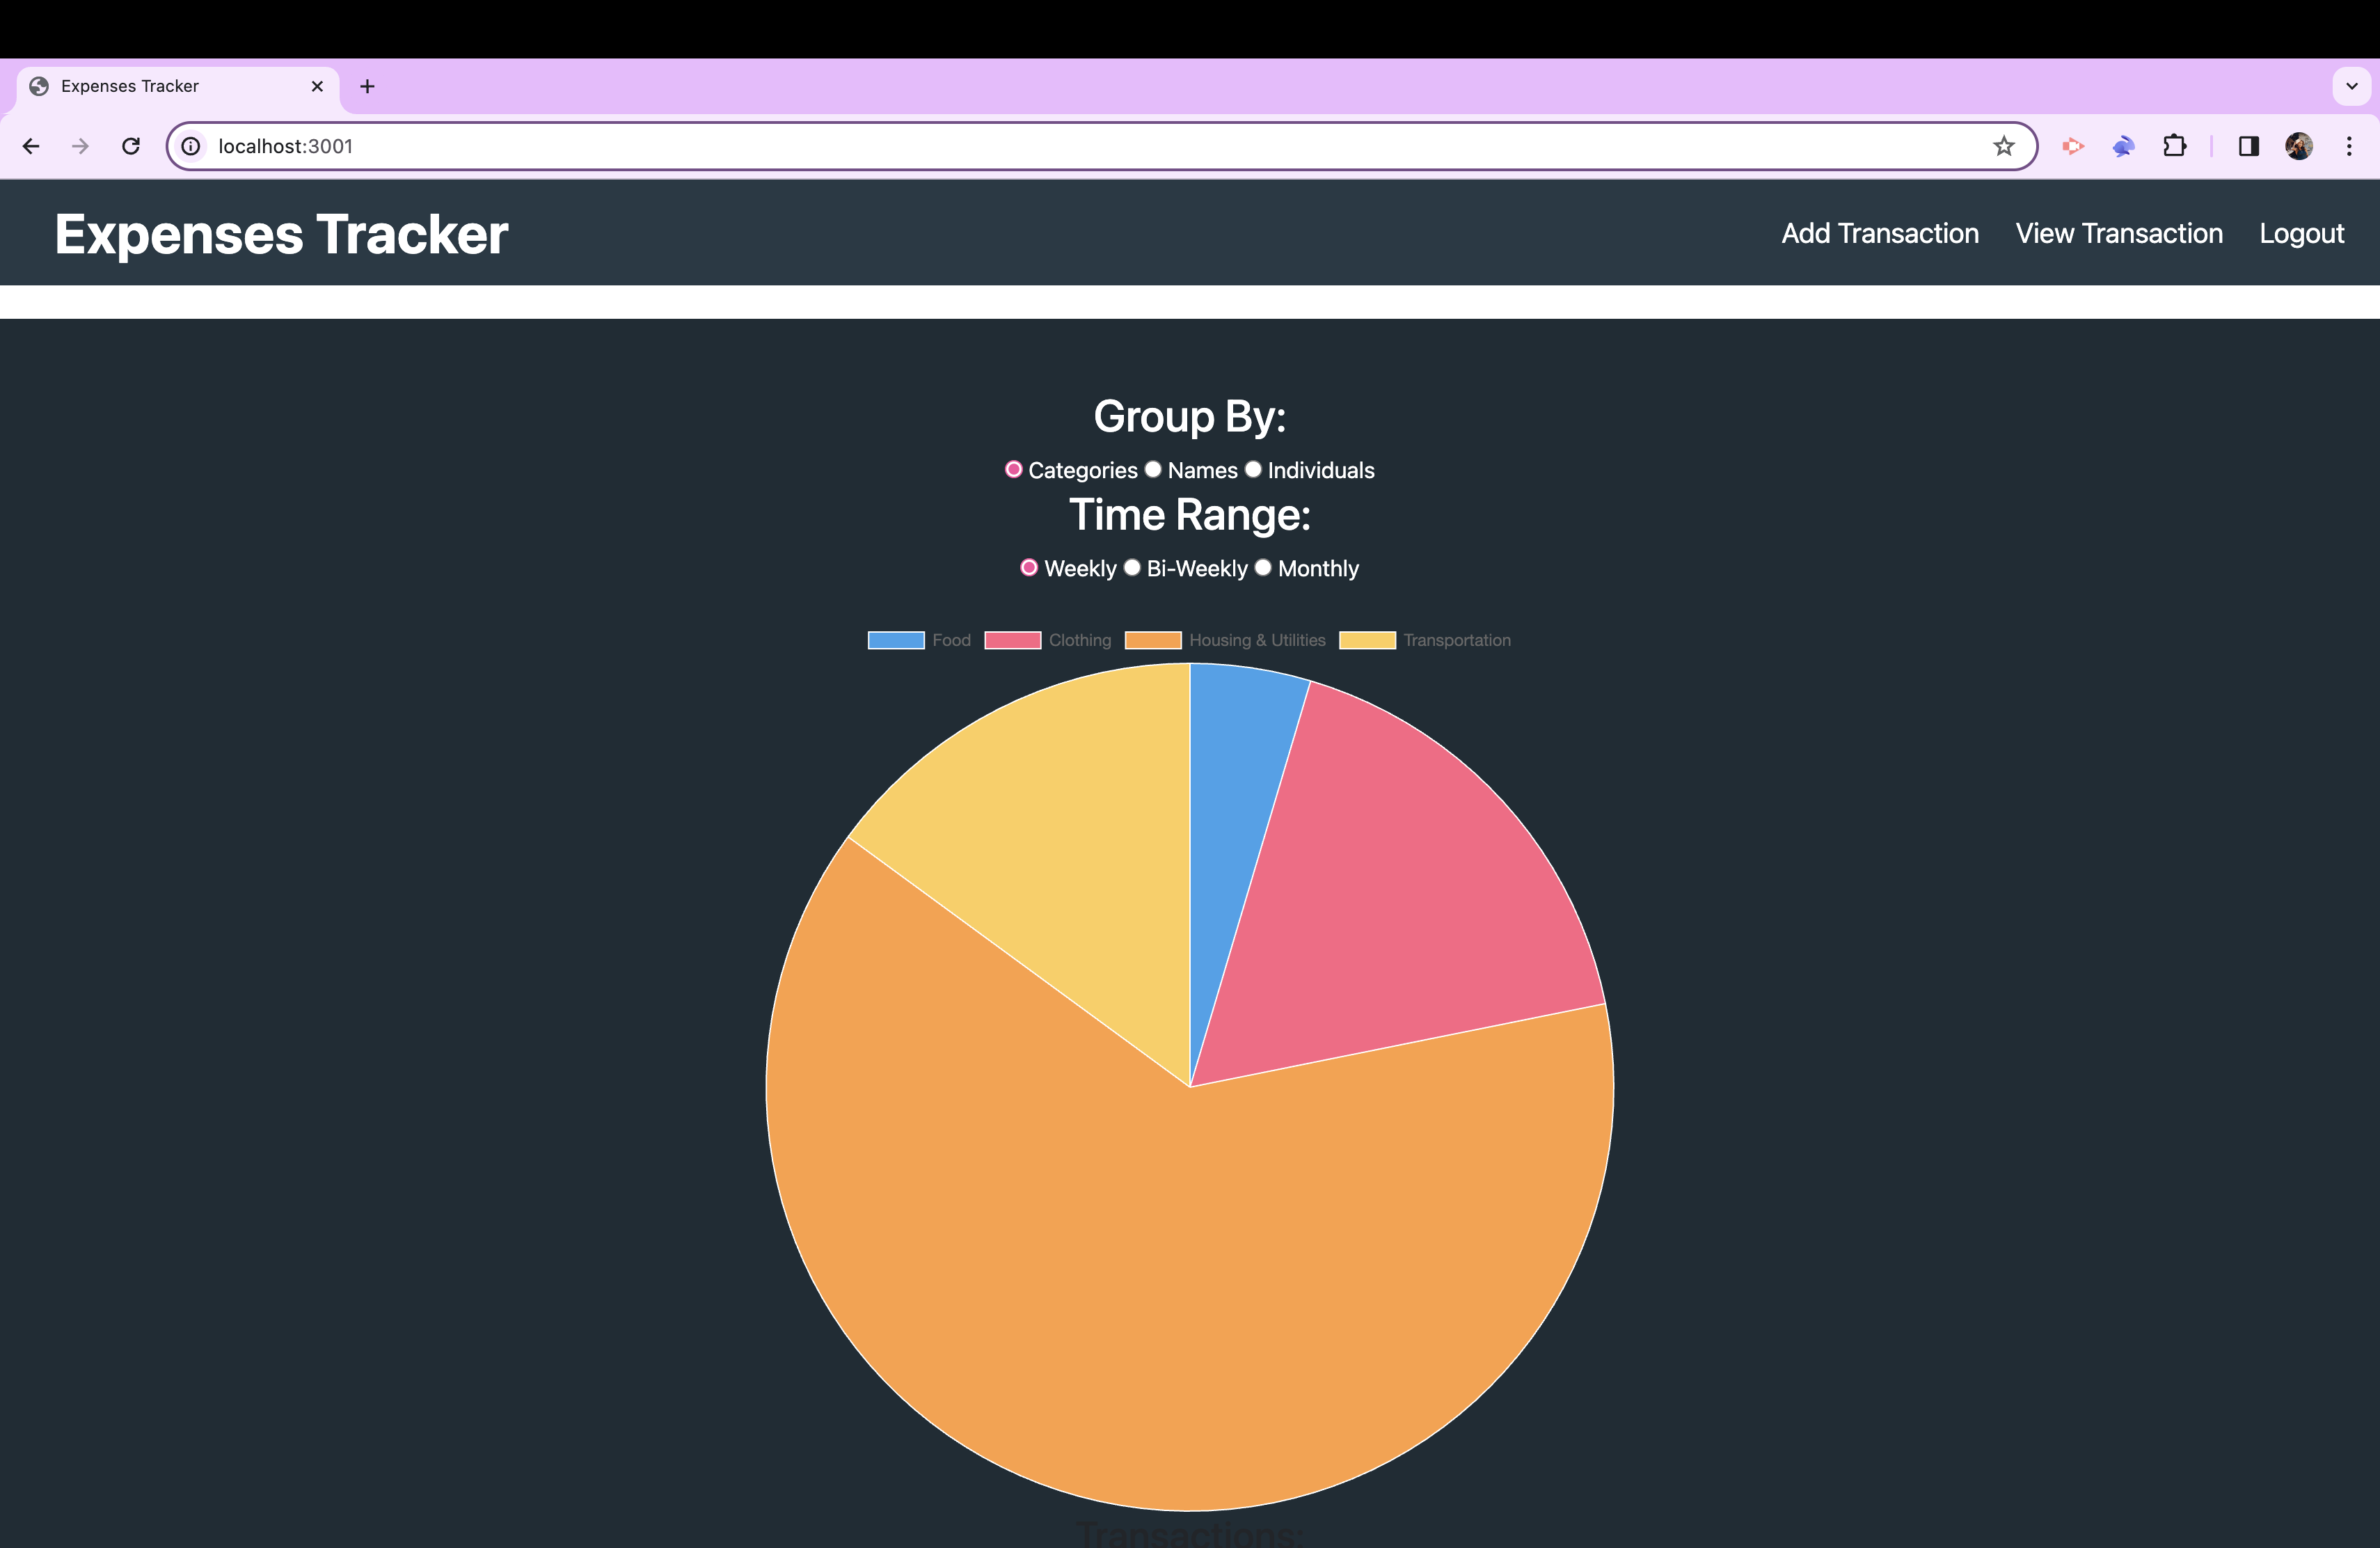 Expenses Tracker
localhost:3001
Expenses Tracker
Add Transaction View Transaction Logout
Group By:
Categories Names Individuals
Time Range:
Weekly Bi-Weekly Monthly
Food Clothing Housing & Utilities Transportation
Transactions: